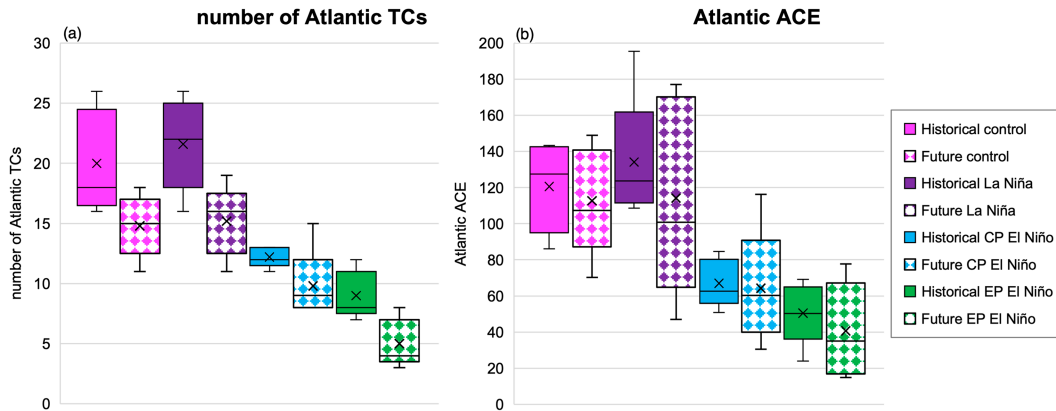 number of Atlantic TCs
(a)
number of Atlantic TCs
30
25
20
15
10
5
0
Atlantic ACE
(b)
Atlantic ACE
200
180
160
140
120
100
80
60
40
20
0
Historical control
Future control
Historical La Niña
Future La Niña
Historical CP El Niño
Future CP El Niño
Historical EP El Niño
Future EP El Niño